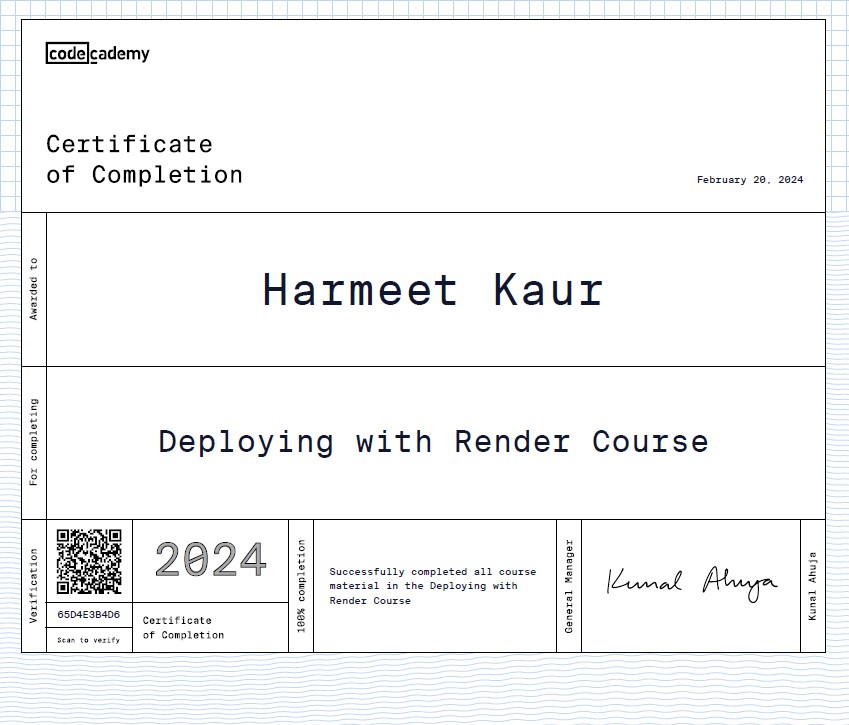 codecademy
Certificate
of Completion
February 20, 2024
Awarded to
Harmeet Kaur
For completing
Deploying with Render Course
Verification
65D4E3B4D6
Scan to verify
2024
Certificate
of Completion
100% completion
Successfully completed all course
material in the Deploying with
Render Course
General Manager
Kunal Ahuja
Kunal Ahuja